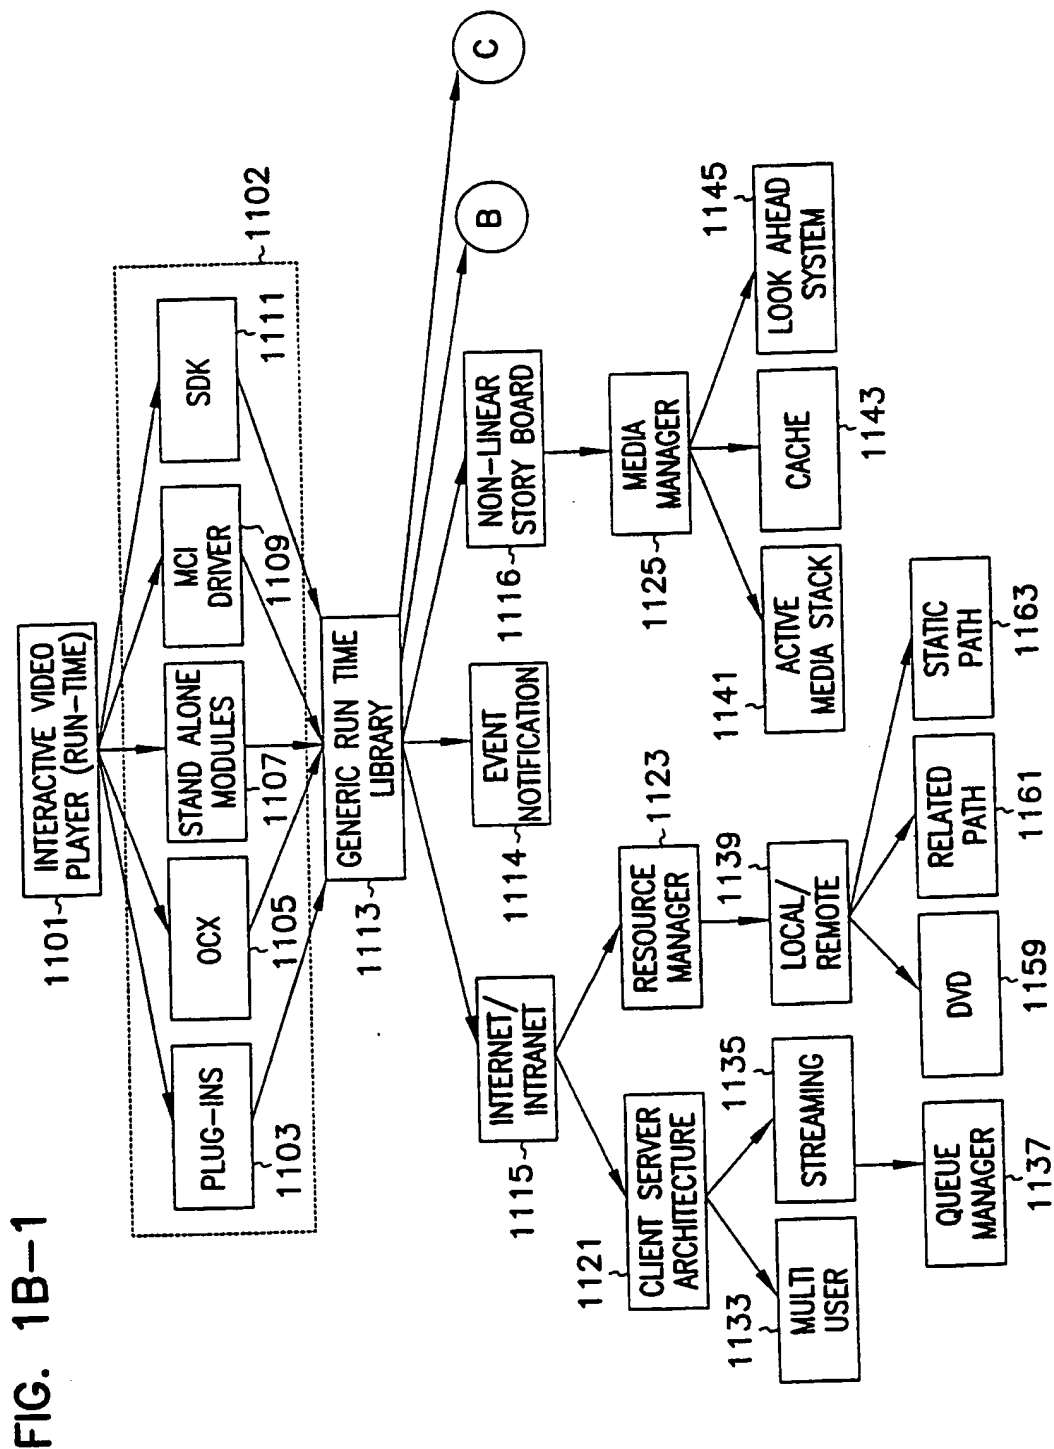 FIG. 1B-1
INTERACTIVE VIDEO
PLAYER (RUN-TIME)
1101
1102
PLUG-INS
1103
OCX
1105
STAND ALONE
MODULES
1107
MCI
DRIVER
1109
SDK
1111
GENERIC RUN TIME
LIBRARY
1113
B
C
INTERNET/
INTRANET
1115
EVENT
NOTIFICATION
1114
NON-LINEAR
STORY BOARD
1116
CLIENT SERVER
ARCHITECTURE
1121
RESOURCE
MANAGER
1123
MEDIA
MANAGER
1125
MULTI
USER
1133
STREAMING
1135
LOCAL/
REMOTE
1139
ACTIVE
MEDIA STACK
1141
CACHE
1143
LOOK AHEAD
SYSTEM
1145
QUEUE
MANAGER
1137
DVD
1159
RELATED
PATH
1161
STATIC
PATH
1163